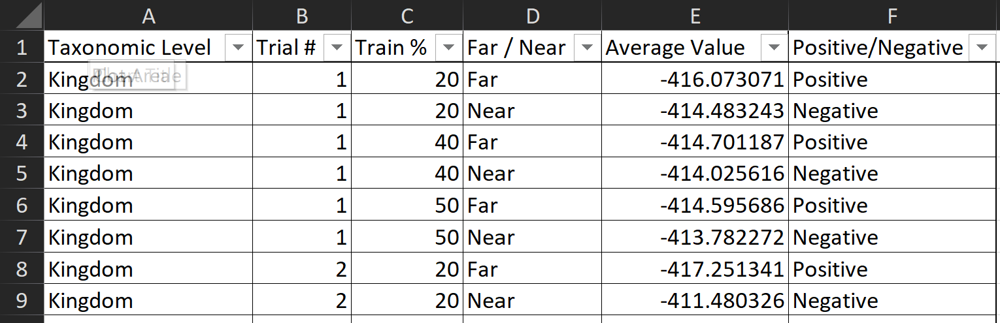 A B C D E F
1 Taxonomic Level Trial # Train % Far / Near Average Value Positive/Negative
2 Kingdom 1 20 Far -416.073071 Positive
3 Kingdom 1 20 Near -414.483243 Negative
4 Kingdom 1 40 Far -414.701187 Positive
5 Kingdom 1 40 Near -414.025616 Negative
6 Kingdom 1 50 Far -414.595686 Positive
7 Kingdom 1 50 Near -413.782272 Negative
8 Kingdom 2 20 Far -417.251341 Positive
9 Kingdom 2 20 Near -411.480326 Negative